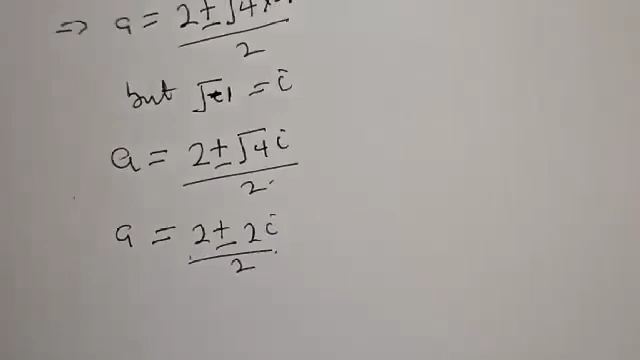 ⇒ a = 2 ± √4×
2
but √-1 = i
a = 2 ± √4 i
2
a = 2 ± 2i
2